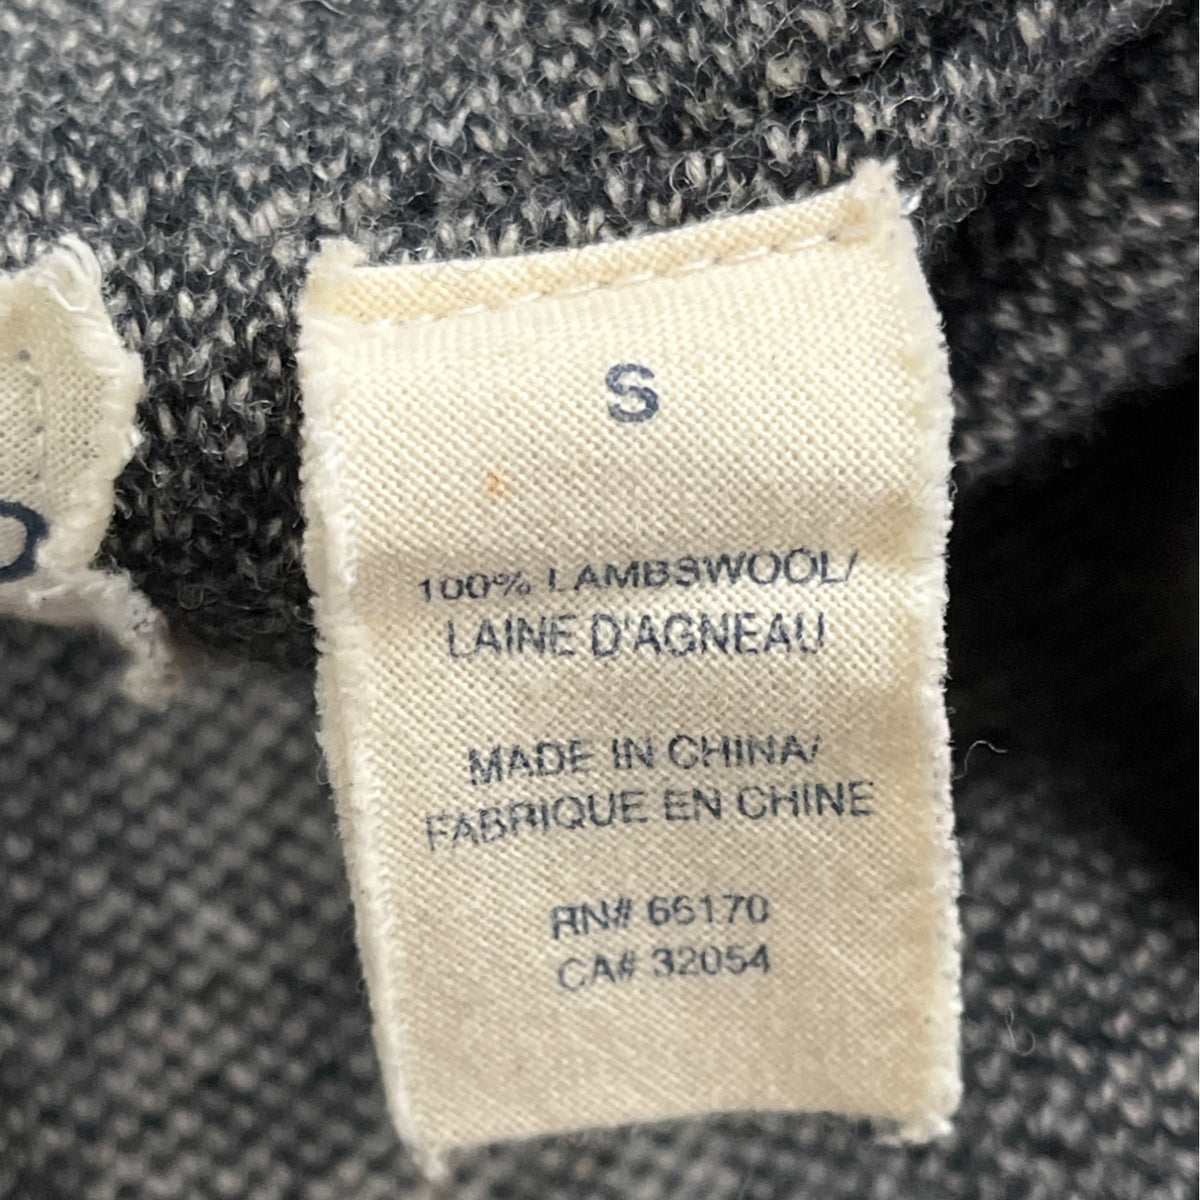 S
100% LAMBSWOOL/
LAINE D'AGNEAU
MADE IN CHINA/
FABRIQUE EN CHINE
RN# 66170
CA# 32054